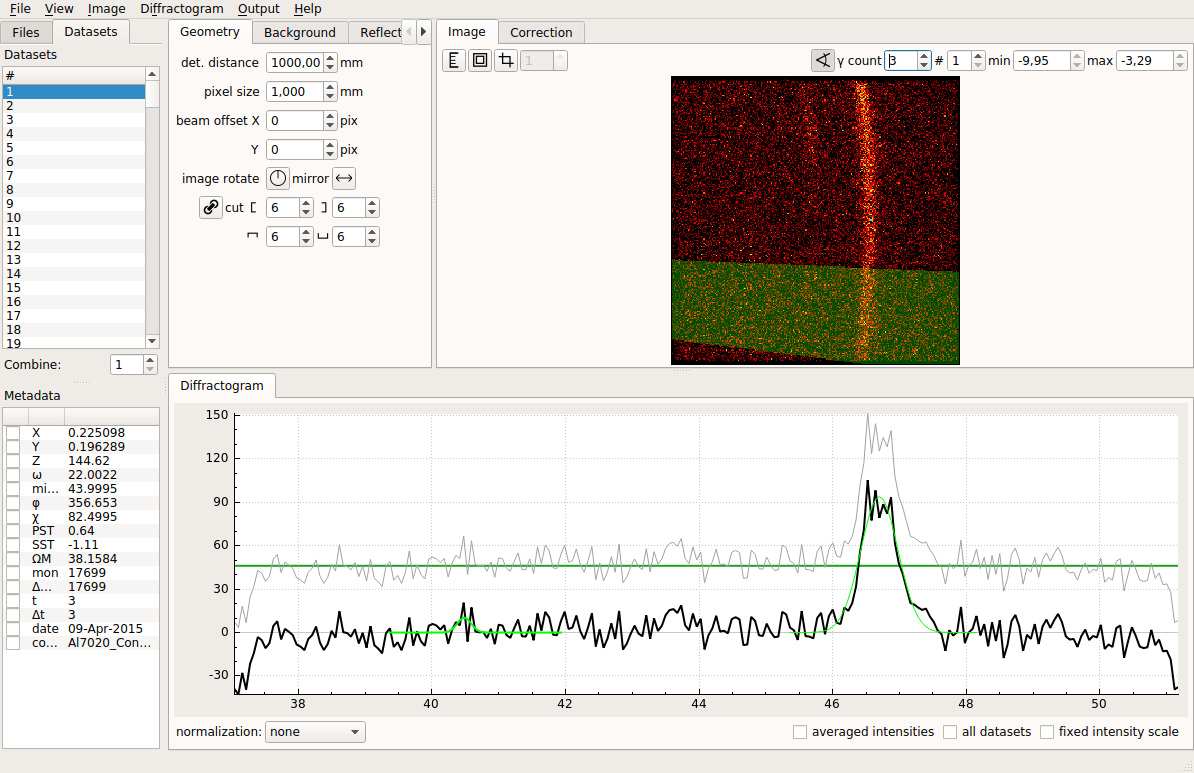 File View Image Diffractogram Output Help
Files Datasets
Datasets
#
1
2
3
4
5
6
7
8
9
10
11
12
13
14
15
16
17
18
19
Combine: 1
Metadata
X 0.225098
Y 0.196289
Z 144.62
ω 22.0022
mi... 43.9995
φ 356.653
χ 82.4995
PST 0.64
SST -1.11
ΩM 38.1584
mon 17699
Δ... 17699
t 3
Δt 3
date 09-Apr-2015
co... Al7020_Con...
Geometry Background Reflect
det. distance 1000,00 mm
pixel size 1,000 mm
beam offset X 0 pix
Y 0 pix
image rotate mirror
cut 6 6
6 6
Image Correction
1 γ count 3 # 1 min -9,95 max -3,29
Diffractogram
150
120
90
60
30
0
-30
38 40 42 44 46 48 50
normalization: none averaged intensities all datasets fixed intensity scale